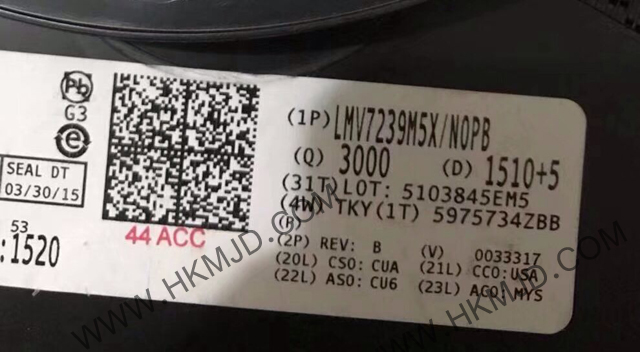 Pb
G3
e
SEAL DT
03/30/15
53
:1520
44 ACC
(1P) LMV7239M5X/NOPB
(Q) 3000 (D) 1510+5
(31T) LOT: 5103845EM5
(4W) TKY(1T) 5975734ZBB
(P)
(2P) REV: B (V) 0033317
(20L) CSO: CUA (21L) CCO:USA
(22L) ASO: CU6 (23L) ACO:MYS
WWW.HKMJD.COM
WWW.HKMJD.COM